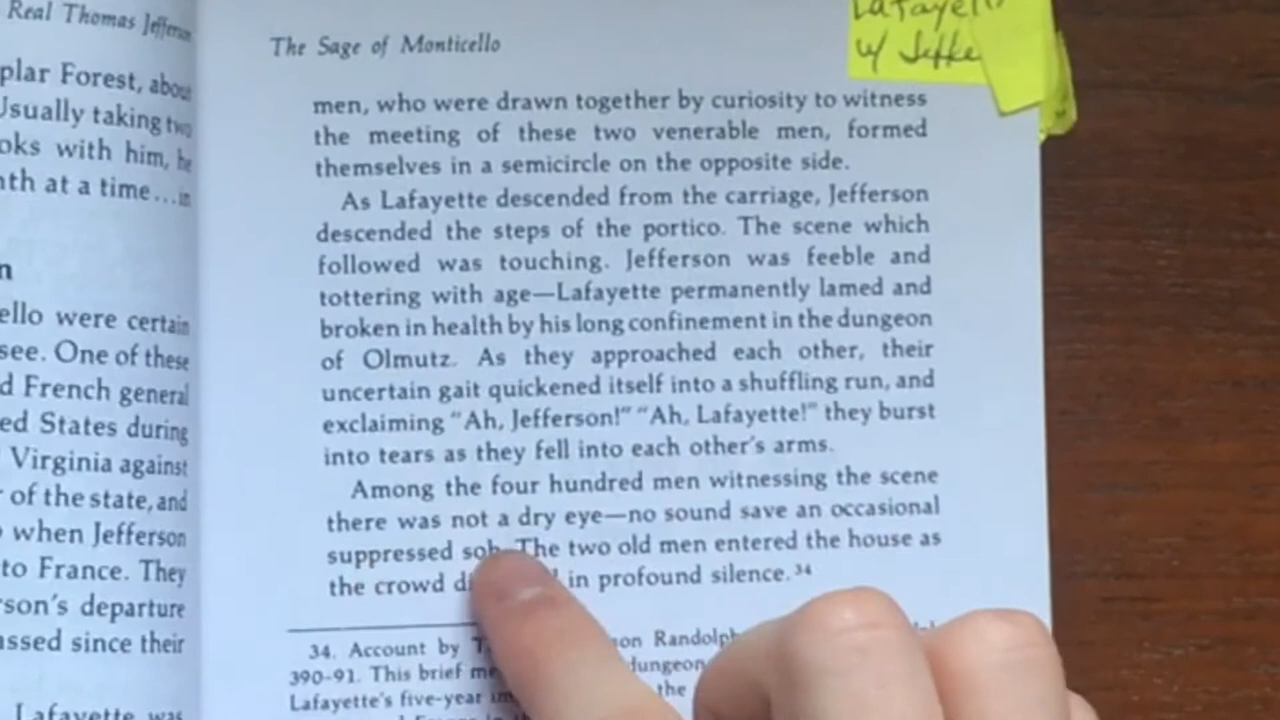 Real Thomas Jefferson
plar Forest, about
Usually taking two
oks with him, he
nth at a time...in
n
ello were certain
see. One of these
d French general
ed States during
Virginia against
r of the state, and
when Jefferson
to France. They
rson's departure
assed since their
Lafayette was
The Sage of Monticello
Lafayette
w/ Jeffe
men, who were drawn together by curiosity to witness
the meeting of these two venerable men, formed
themselves in a semicircle on the opposite side.
As Lafayette descended from the carriage, Jefferson
descended the steps of the portico. The scene which
followed was touching. Jefferson was feeble and
tottering with age—Lafayette permanently lamed and
broken in health by his long confinement in the dungeon
of Olmutz. As they approached each other, their
uncertain gait quickened itself into a shuffling run, and
exclaiming "Ah, Jefferson!" "Ah, Lafayette!" they burst
into tears as they fell into each other's arms.
Among the four hundred men witnessing the scene
there was not a dry eye—no sound save an occasional
suppressed sob. The two old men entered the house as
the crowd in profound silence.³⁴
34. Account by son Randolph
390-91. This brief dungeon
Lafayette's five-year the